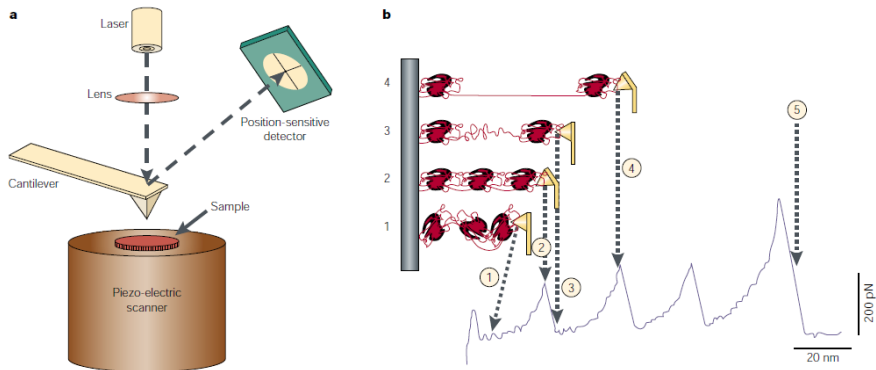 a
Laser
Lens
Position-sensitive
detector
Cantilever
Sample
Piezo-electric
scanner
b
4
3
2
1
1
2
3
4
5
200 pN
20 nm